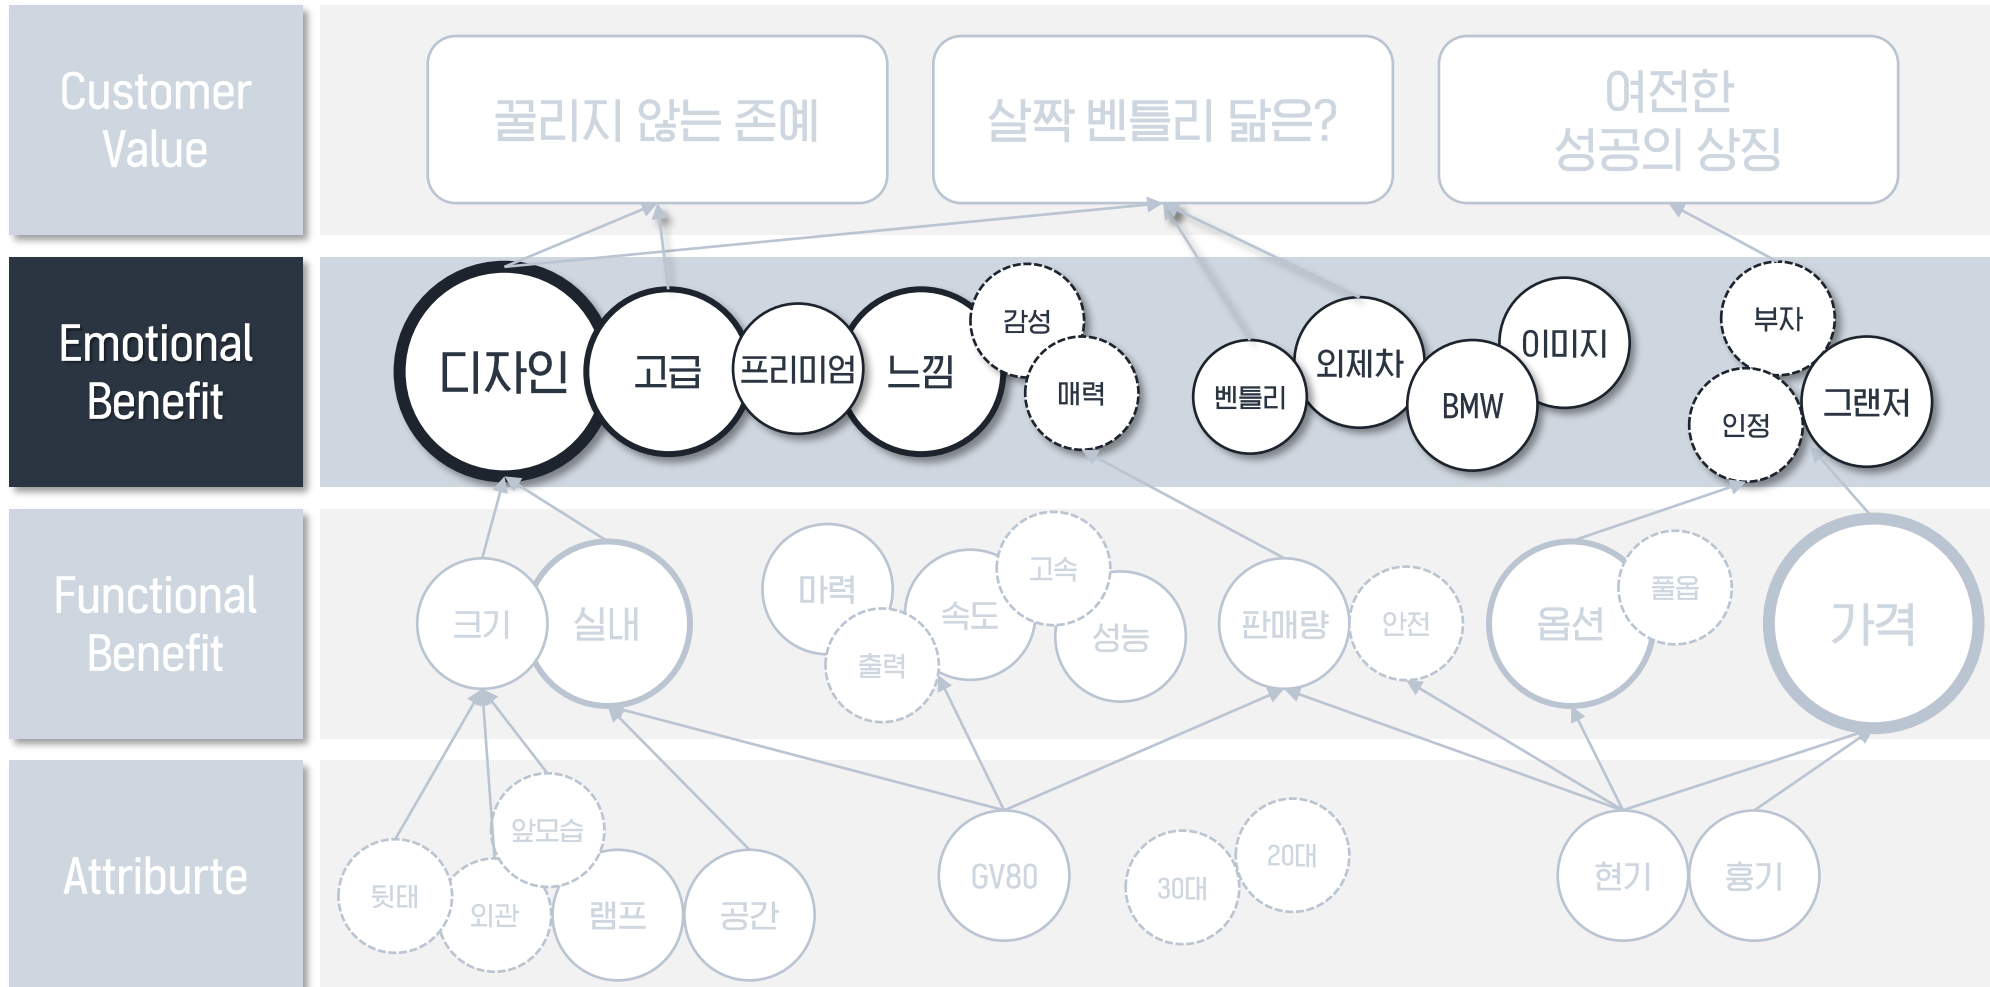 Customer
Value
꿀리지 않는 존예
살짝 벤틀리 닮은?
여전한
성공의 상징
Emotional
Benefit
디자인
고급
프리미엄
느낌
감성
매력
벤틀리
외제차
BMW
이미지
부자
인정
그랜저
Functional
Benefit
크기
실내
마력
출력
속도
고속
성능
판매량
안전
옵션
풀옵
가격
Attriburte
뒷태
외관
앞모습
램프
공간
GV80
30대
20대
현기
흉기